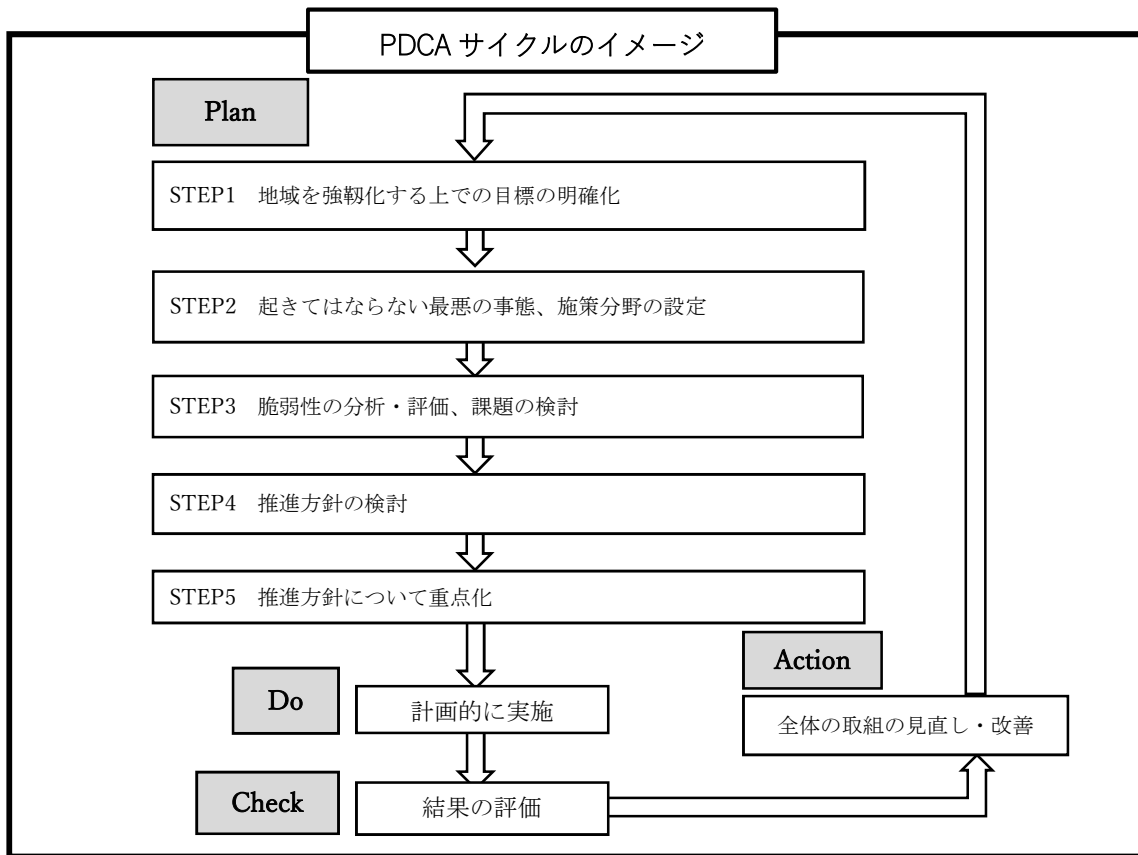 PDCA サイクルのイメージ
Plan
STEP1　地域を強靱化する上での目標の明確化
STEP2　起きてはならない最悪の事態、施策分野の設定
STEP3　脆弱性の分析・評価、課題の検討
STEP4　推進方針の検討
STEP5　推進方針について重点化
Action
Do
計画的に実施
全体の取組の見直し・改善
Check
結果の評価